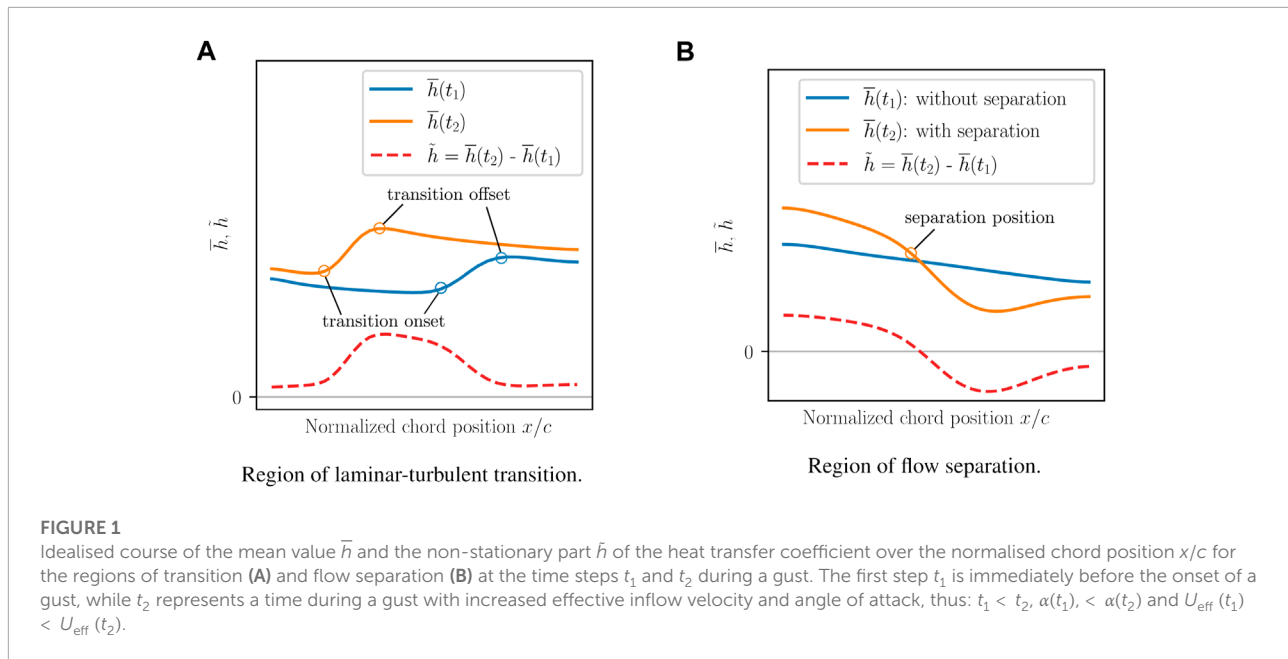 A
h̅(t₁)
h̅(t₂)
h̃ = h̅(t₂) - h̅(t₁)
transition offset
transition onset
h̅, h̃
0
Normalized chord position x/c
Region of laminar-turbulent transition.
B
h̅(t₁): without separation
h̅(t₂): with separation
h̃ = h̅(t₂) - h̅(t₁)
separation position
h̅, h̃
0
Normalized chord position x/c
Region of flow separation.
FIGURE 1
Idealised course of the mean value h̅ and the non-stationary part h̃ of the heat transfer coefficient over the normalised chord position x/c for
the regions of transition (A) and flow separation (B) at the time steps t₁ and t₂ during a gust. The first step t₁ is immediately before the onset of a
gust, while t₂ represents a time during a gust with increased effective inflow velocity and angle of attack, thus: t₁ < t₂, α(t₁), < α(t₂) and U_eff (t₁)
< U_eff (t₂).